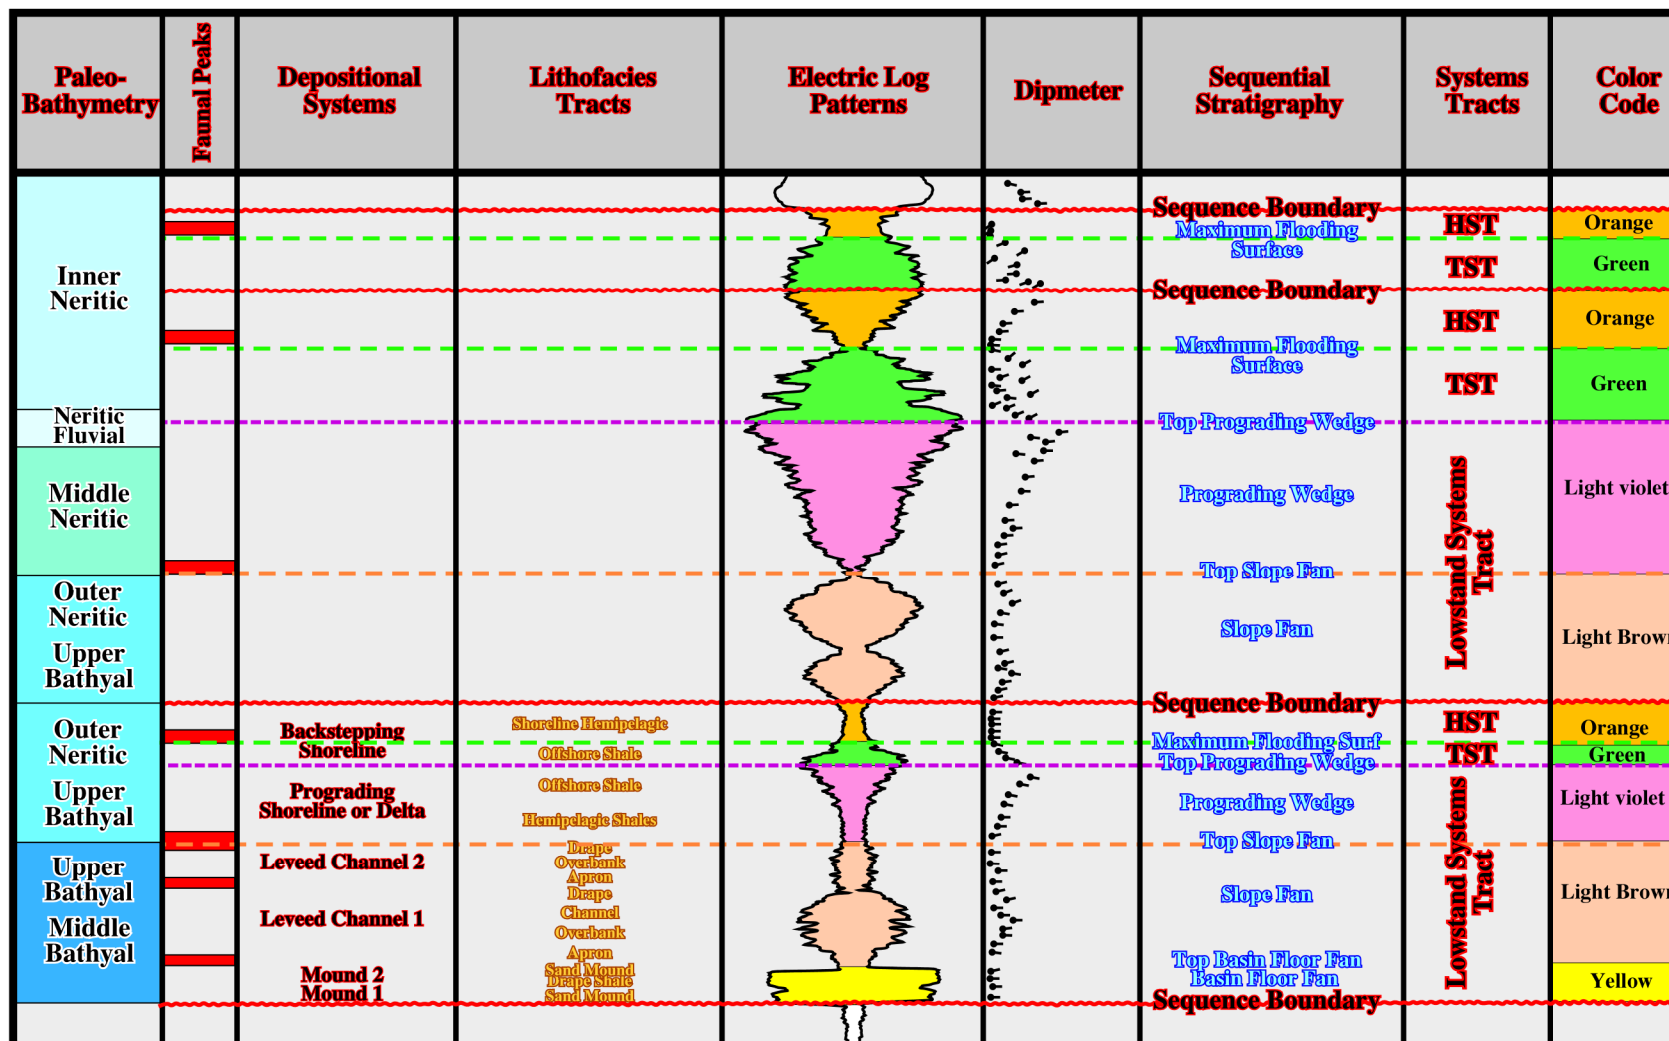 Paleo-
Bathymetry
Faunal Peaks
Depositional
Systems
Lithofacies
Tracts
Electric Log
Patterns
Dipmeter
Sequential
Stratigraphy
Systems
Tracts
Color
Code
Inner
Neritic
Neritic
Fluvial
Middle
Neritic
Outer
Neritic
Upper
Bathyal
Outer
Neritic
Upper
Bathyal
Upper
Bathyal
Middle
Bathyal
Backstepping
Shoreline
Prograding
Shoreline or Delta
Leveed Channel 2
Leveed Channel 1
Mound 2
Mound 1
Shoreline Hemipelagic
Offshore Shale
Offshore Shale
Hemipelagic Shales
Drape
Overbank
Apron
Drape
Channel
Overbank
Apron
Sand Mound
Drape Shale
Sand Mound
Sequence Boundary
Maximum Flooding
Surface
Sequence Boundary
Maximum Flooding
Surface
Top Prograding Wedge
Prograding Wedge
Top Slope Fan
Slope Fan
Sequence Boundary
Maximum Flooding Surf
Top Prograding Wedge
Prograding Wedge
Top Slope Fan
Slope Fan
Top Basin Floor Fan
Basin Floor Fan
Sequence Boundary
HST
TST
HST
TST
Lowstand Systems
Tract
HST
TST
Lowstand Systems
Tract
Orange
Green
Orange
Green
Light violet
Light Brown
Orange
Green
Light violet
Light Brown
Yellow